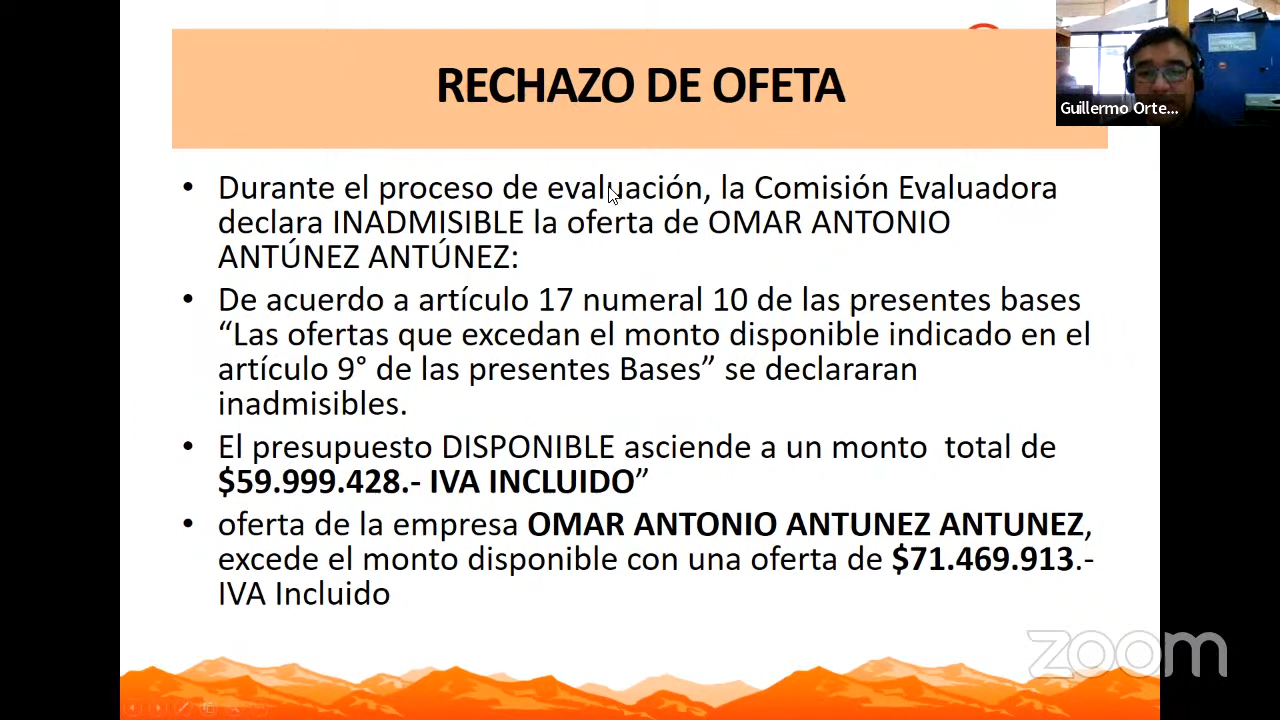 RECHAZO DE OFETA
Guillermo Orte...
• Durante el proceso de evaluación, la Comisión Evaluadora
declara INADMISIBLE la oferta de OMAR ANTONIO
ANTÚNEZ ANTÚNEZ:
• De acuerdo a artículo 17 numeral 10 de las presentes bases
“Las ofertas que excedan el monto disponible indicado en el
artículo 9° de las presentes Bases” se declararan
inadmisibles.
• El presupuesto DISPONIBLE asciende a un monto  total de
$59.999.428.- IVA INCLUIDO”
• oferta de la empresa OMAR ANTONIO ANTUNEZ ANTUNEZ,
excede el monto disponible con una oferta de $71.469.913.-
IVA Incluido
zoom